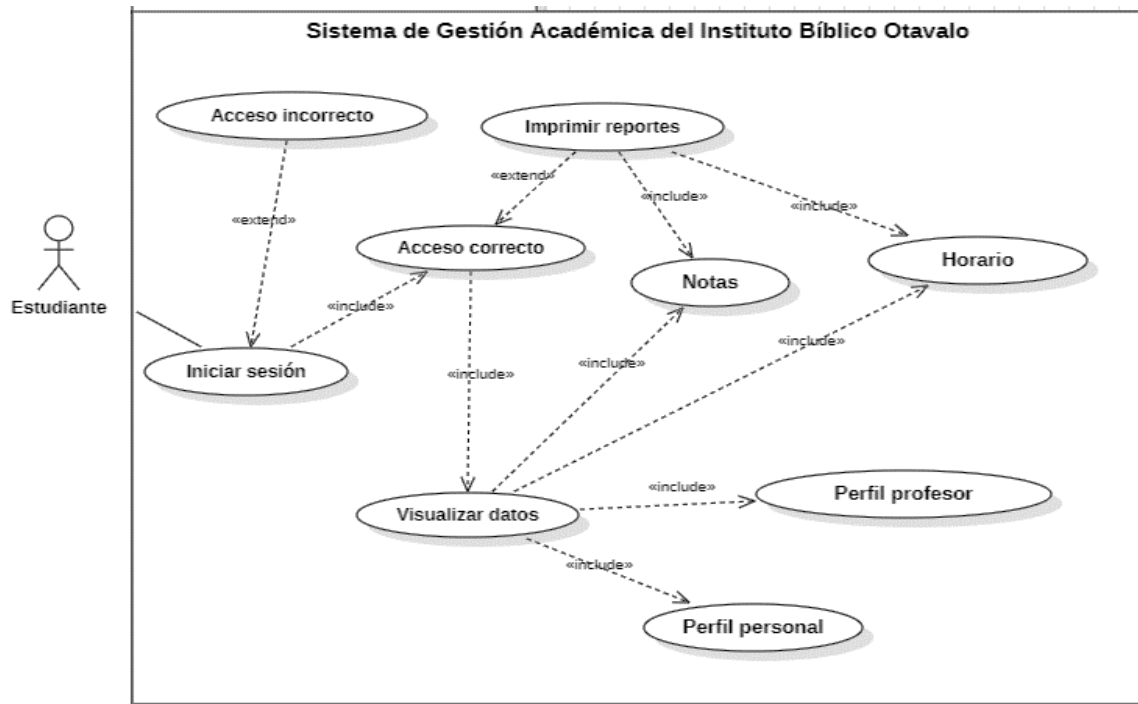 Sistema de Gestión Académica del Instituto Bíblico Otavalo
Acceso incorrecto
Imprimir reportes
«extend»
«include»
«include»
«extend»
Acceso correcto
Horario
Notas
Estudiante
«include»
Iniciar sesión
«include»
«include»
«include»
Perfil profesor
Visualizar datos
«include»
Perfil personal